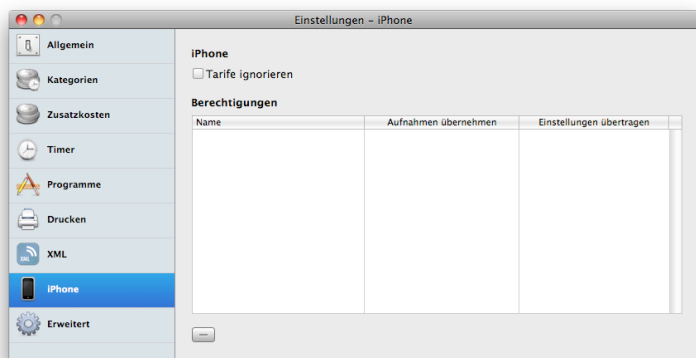 Einstellungen – iPhone
Allgemein
Kategorien
Zusatzkosten
Timer
Programme
Drucken
XML
XML
iPhone
Erweitert
iPhone
Tarife ignorieren
Berechtigungen
Name Aufnahmen übernehmen Einstellungen übertragen